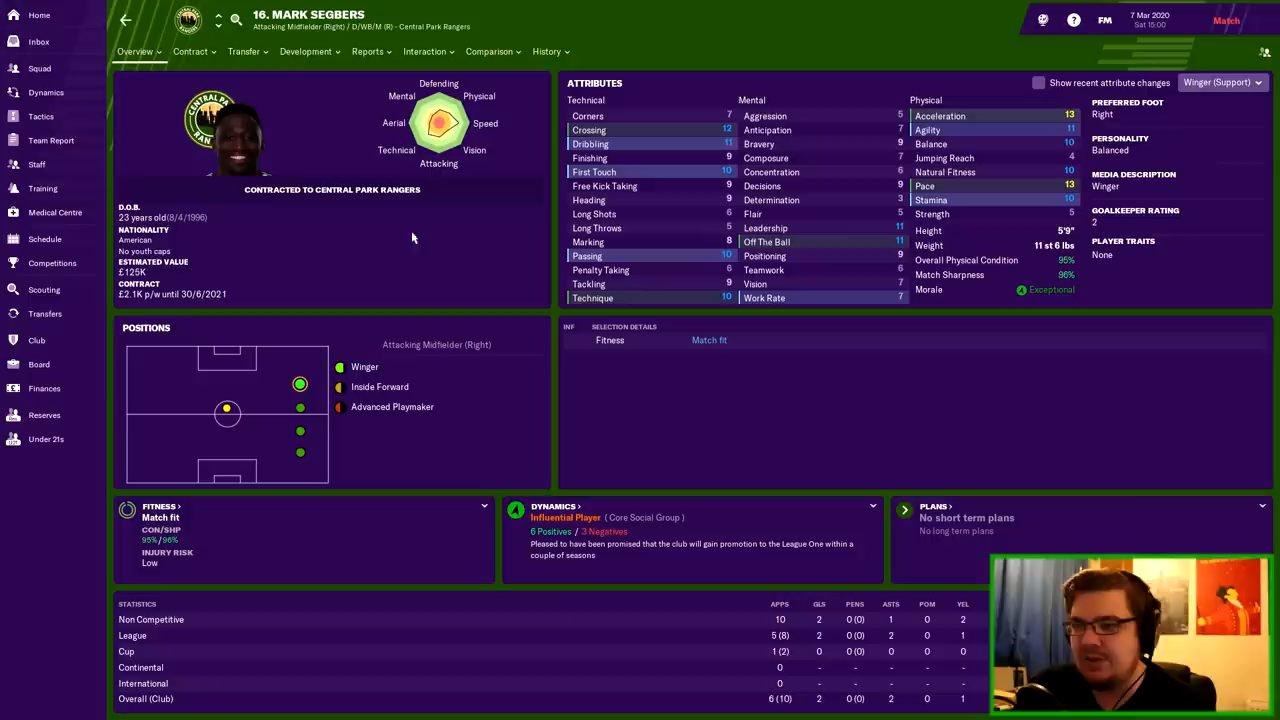 16. MARK SEGBERS
Attacking Midfielder (Right) / D/WB/M (R) - Central Park Rangers
FM
7 Mar 2020
Sat 15:00
Match
Overview
Contract
Transfer
Development
Reports
Interaction
Comparison
History
Home
Inbox
Squad
Dynamics
Tactics
Team Report
Staff
Training
Medical Centre
Schedule
Competitions
Scouting
Transfers
Club
Board
Finances
Reserves
Under 21s
CONTRACTED TO CENTRAL PARK RANGERS
D.O.B.
23 years old (8/4/1996)
NATIONALITY
American
No youth caps
ESTIMATED VALUE
£125K
CONTRACT
£2.1K p/w until 30/6/2021
Defending
Mental
Physical
Aerial
Speed
Technical
Vision
Attacking
ATTRIBUTES
Show recent attribute changes
Winger (Support)
Technical
Corners 7
Crossing 12
Dribbling 11
Finishing 9
First Touch 10
Free Kick Taking 9
Heading 9
Long Shots 6
Long Throws 5
Marking 8
Passing 10
Penalty Taking 6
Tackling 9
Technique 10
Mental
Aggression 5
Anticipation 7
Bravery 9
Composure 7
Concentration 6
Decisions 9
Determination 3
Flair 5
Leadership 11
Off The Ball 11
Positioning 9
Teamwork 6
Vision 7
Work Rate 7
Physical
Acceleration 13
Agility 11
Balance 10
Jumping Reach 4
Natural Fitness 10
Pace 13
Stamina 10
Strength 5
Height 5'9"
Weight 11 st 6 lbs
Overall Physical Condition 95%
Match Sharpness 96%
Morale Exceptional
PREFERRED FOOT
Right
PERSONALITY
Balanced
MEDIA DESCRIPTION
Winger
GOALKEEPER RATING
2
PLAYER TRAITS
None
POSITIONS
Attacking Midfielder (Right)
Winger
Inside Forward
Advanced Playmaker
INF SELECTION DETAILS
Fitness Match fit
FITNESS >
Match fit
CON/SHP
95%/96%
INJURY RISK
Low
DYNAMICS >
Influential Player ( Core Social Group )
6 Positives / 3 Negatives
Pleased to have been promised that the club will gain promotion to the League One within a
couple of seasons
PLANS >
No short term plans
No long term plans
STATISTICS APPS GLS PENS ASTS POM YEL
Non Competitive 10 2 0 (0) 1 0 2
League 5 (8) 2 0 (0) 2 0 1
Cup 1 (2) 0 0 (0) 0 0 0
Continental 0 - - - - -
International 0 - - - - -
Overall (Club) 6 (10) 2 0 (0) 2 0 1